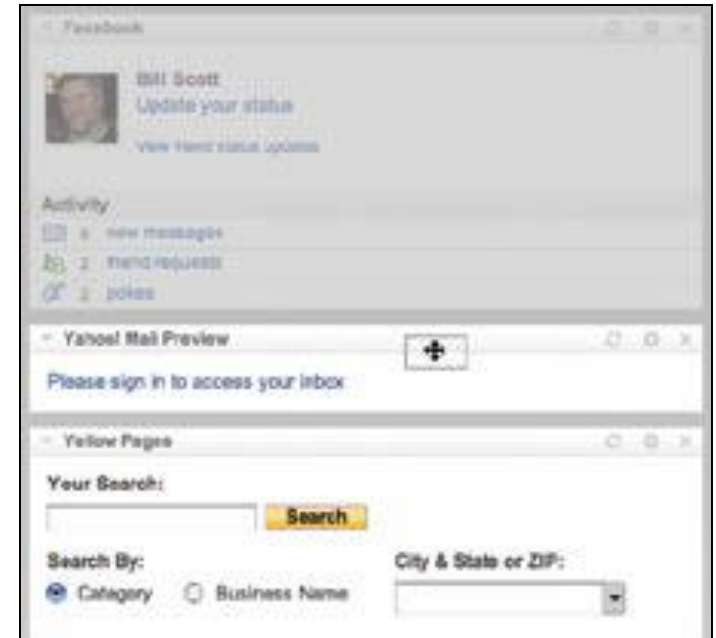 Facebook
Bill Scott
Update your status
View friend status updates
Activity
new messages
2 friend requests
2 pokes
Yahoo! Mail Preview
Please sign in to access your inbox
Yellow Pages
Your Search:
Search
Search By:
City & State or ZIP:
Category
Business Name